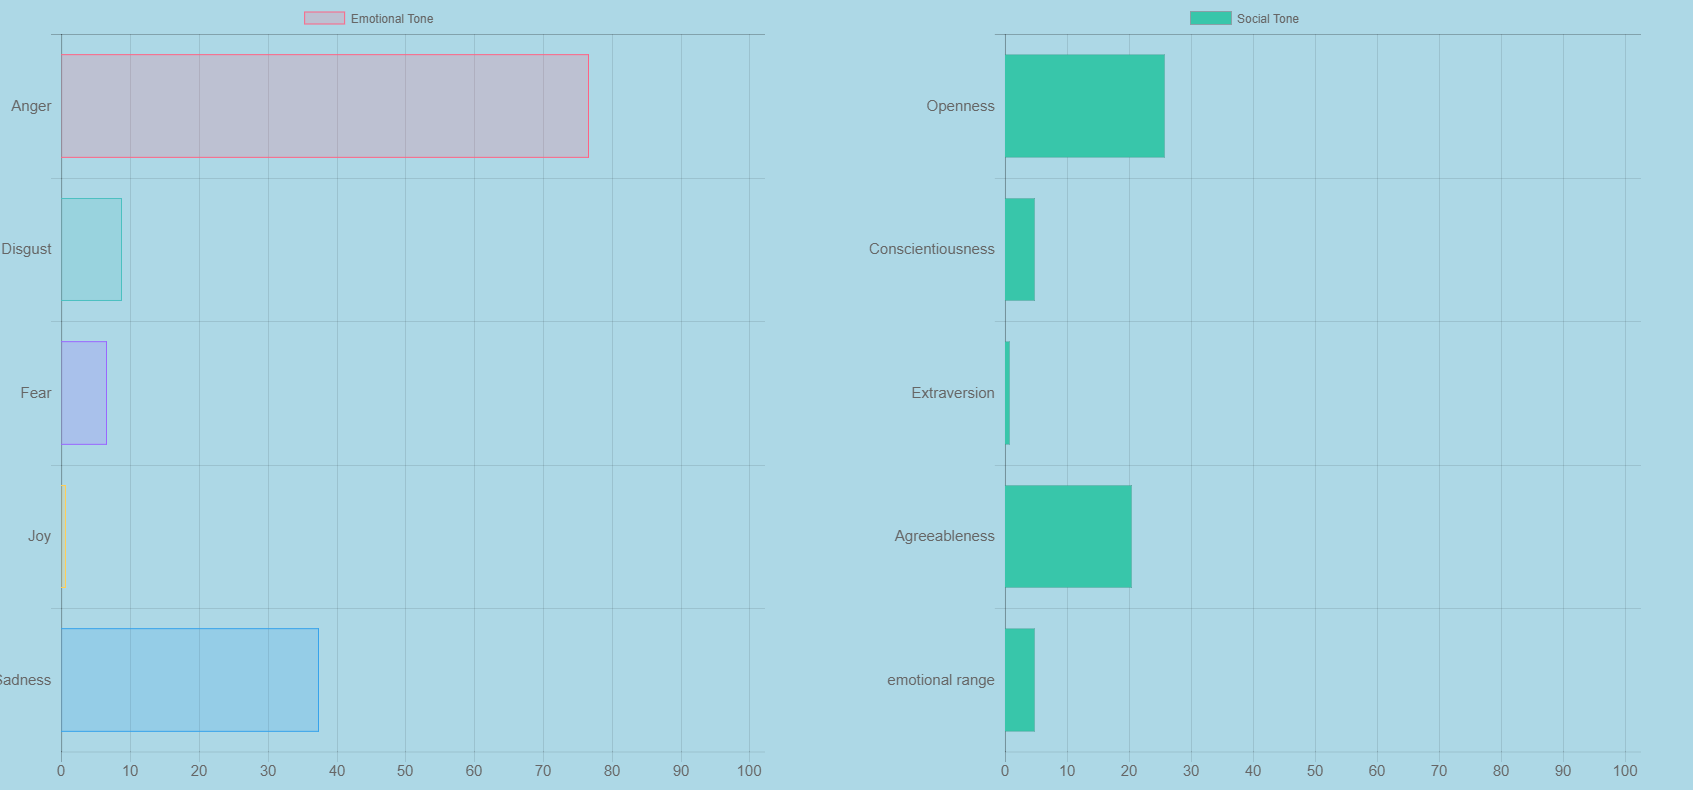 Emotional Tone
Anger
Disgust
Fear
Joy
Sadness
0 10 20 30 40 50 60 70 80 90 100
Social Tone
Openness
Conscientiousness
Extraversion
Agreeableness
emotional range
0 10 20 30 40 50 60 70 80 90 100